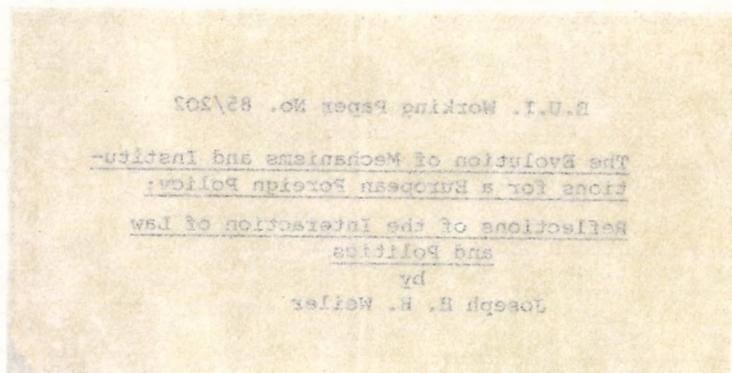 E.U.I. Working Paper No. 85/202
The Evolution of Mechanisms and Institu-
tions for a European Foreign Policy:
Reflections of the Interaction of Law
and Politics
by
Joseph H. H. Weiler